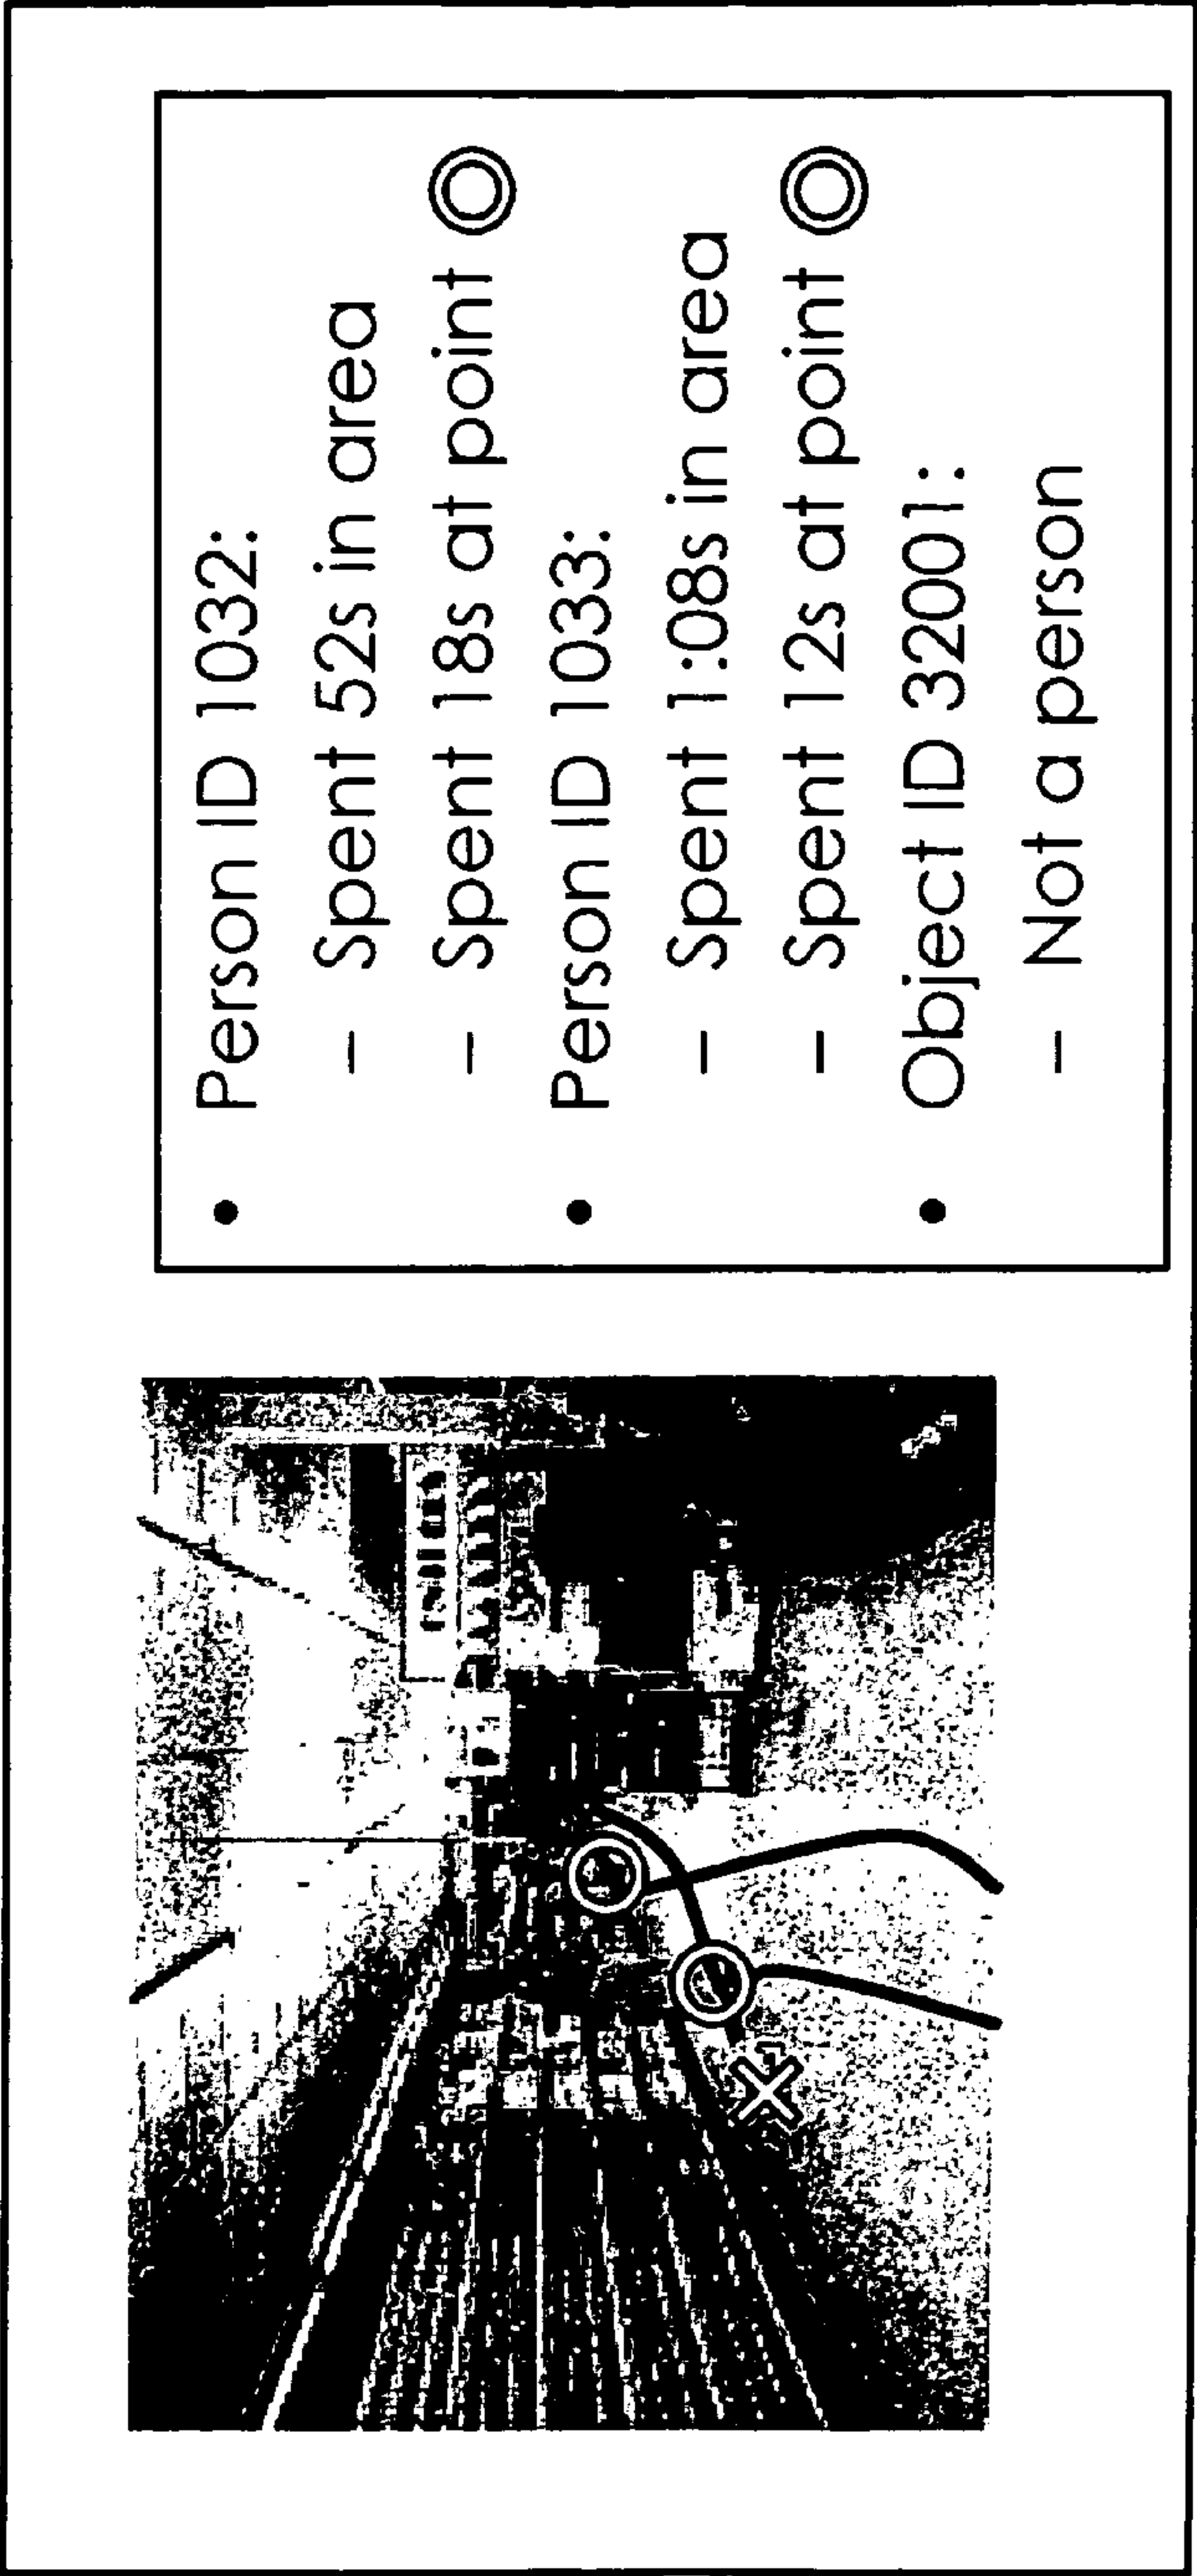 • Person ID 1032:
– Spent 52s in area
– Spent 18s at point
• Person ID 1033:
– Spent 1:08s in area
– Spent 12s at point
• Object ID 32001:
– Not a person